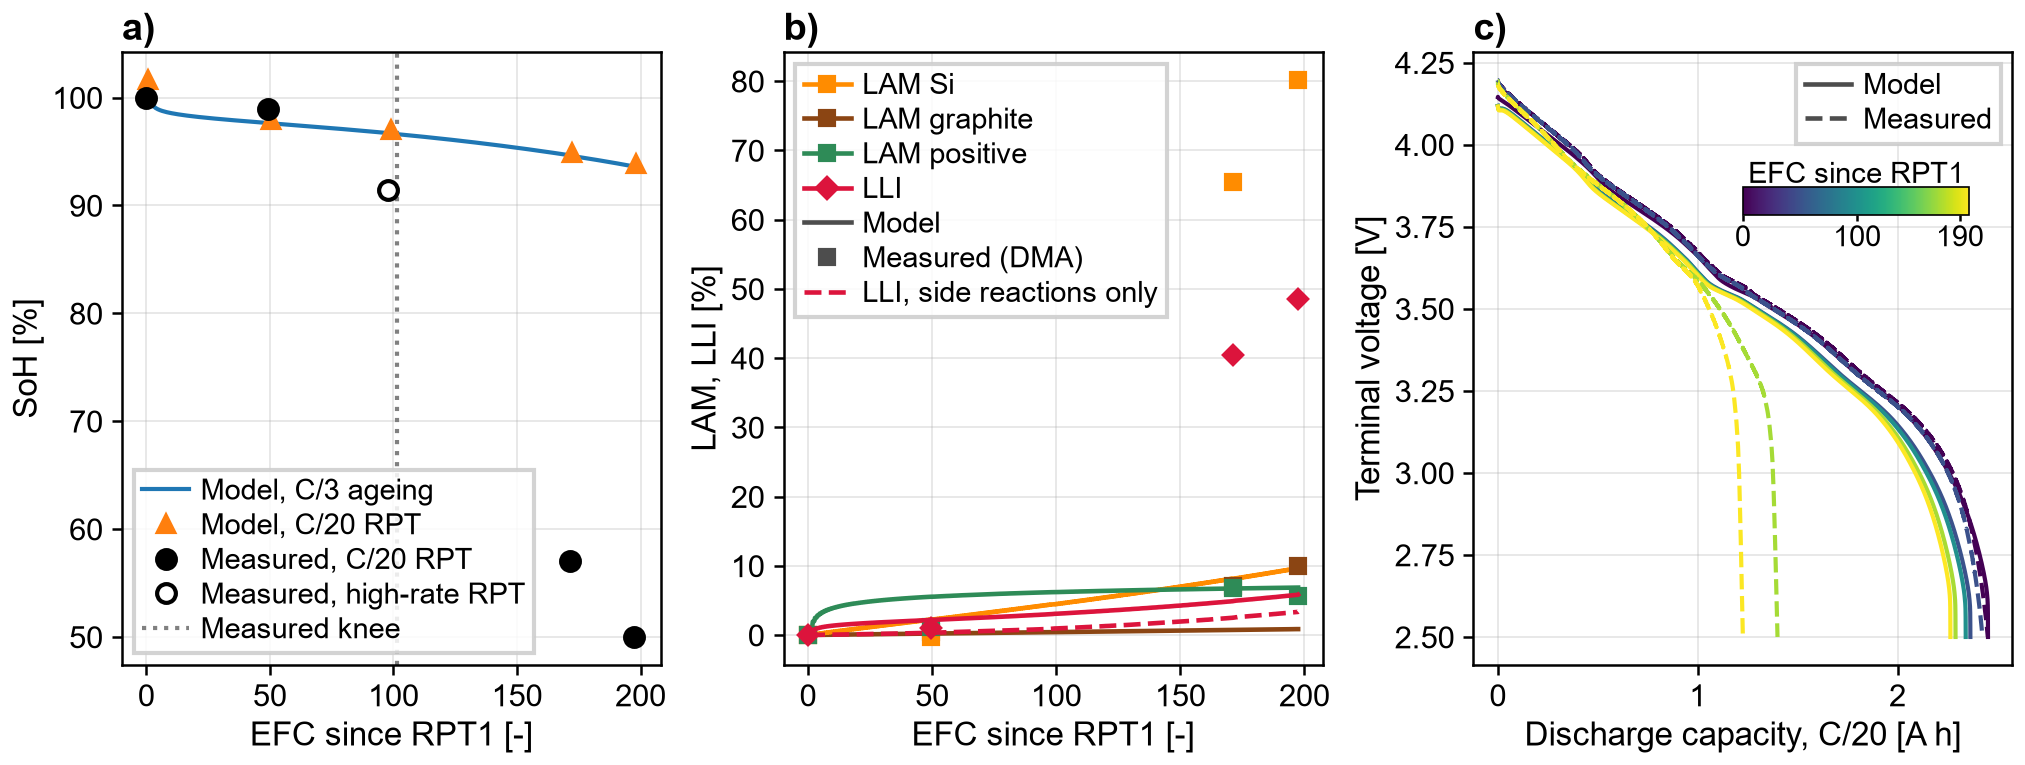 a)
SoH [%]
100
90
80
70
60
50
Model, C/3 ageing
Model, C/20 RPT
Measured, C/20 RPT
Measured, high-rate RPT
Measured knee
0
50
100
150
200
EFC since RPT1 [-]
b)
LAM, LLI [%]
80
70
60
50
40
30
20
10
0
LAM Si
LAM graphite
LAM positive
LLI
Model
Measured (DMA)
LLI, side reactions only
0
50
100
150
200
EFC since RPT1 [-]
c)
Terminal voltage [V]
4.25
4.00
3.75
3.50
3.25
3.00
2.75
2.50
Model
Measured
EFC since RPT1
0
100
190
0
1
2
Discharge capacity, C/20 [A h]